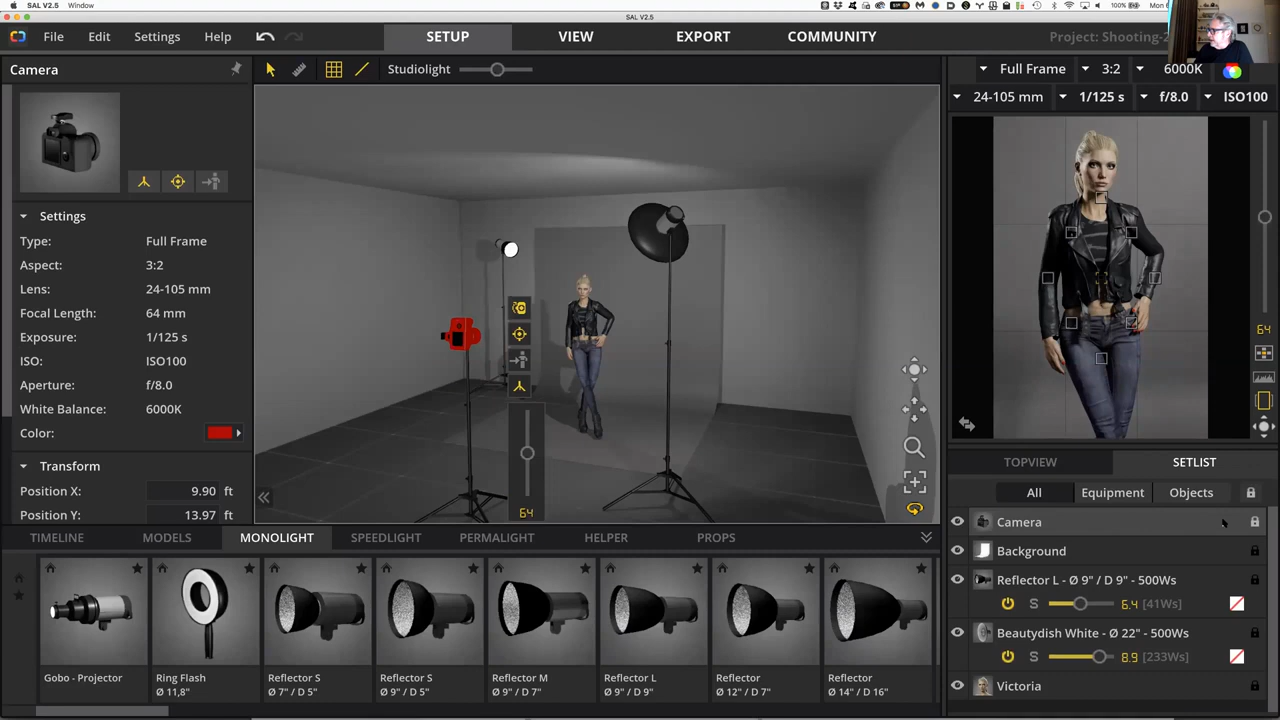 SAL V2.5
100%
Mon 6
SAL V2.5
File Edit Settings Help
SETUP VIEW EXPORT COMMUNITY
Project: Shooting-2
Camera
Studiolight
Full Frame 3:2 6000K
24-105 mm 1/125 s f/8.0 ISO100
Settings
Type: Full Frame
Aspect: 3:2
Lens: 24-105 mm
Focal Length: 64 mm
Exposure: 1/125 s
ISO: ISO100
Aperture: f/8.0
White Balance: 6000K
Color:
Transform
Position X: 9.90 ft
Position Y: 13.97 ft
64
64
TOPVIEW SETLIST
All Equipment Objects
Camera
Background
Reflector L - Ø 9" / D 9" - 500Ws
S 6.4 [41Ws]
Beautydish White - Ø 22" - 500Ws
S 8.9 [233Ws]
Victoria
TIMELINE MODELS MONOLIGHT SPEEDLIGHT PERMALIGHT HELPER PROPS
Gobo - Projector
Ring Flash
Ø 11,8"
Reflector S
Ø 7" / D 5"
Reflector S
Ø 9" / D 5"
Reflector M
Ø 9" / D 7"
Reflector L
Ø 9" / D 9"
Reflector
Ø 12" / D 7"
Reflector
Ø 14" / D 16"